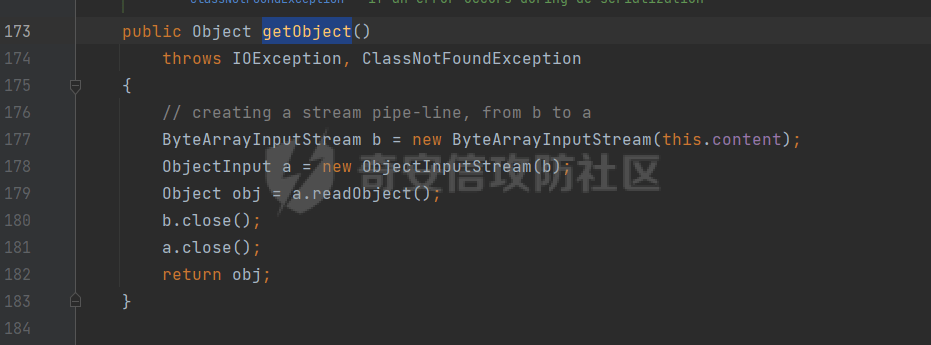 ClassNotFoundException if an error occurs during de serialization
173 public Object getObject()
174 throws IOException, ClassNotFoundException
175 {
176 // creating a stream pipe-line, from b to a
177 ByteArrayInputStream b = new ByteArrayInputStream(this.content);
178 ObjectInput a = new ObjectInputStream(b);
179 Object obj = a.readObject();
180 b.close();
181 a.close();
182 return obj;
183 }
184
奇安信攻防社区